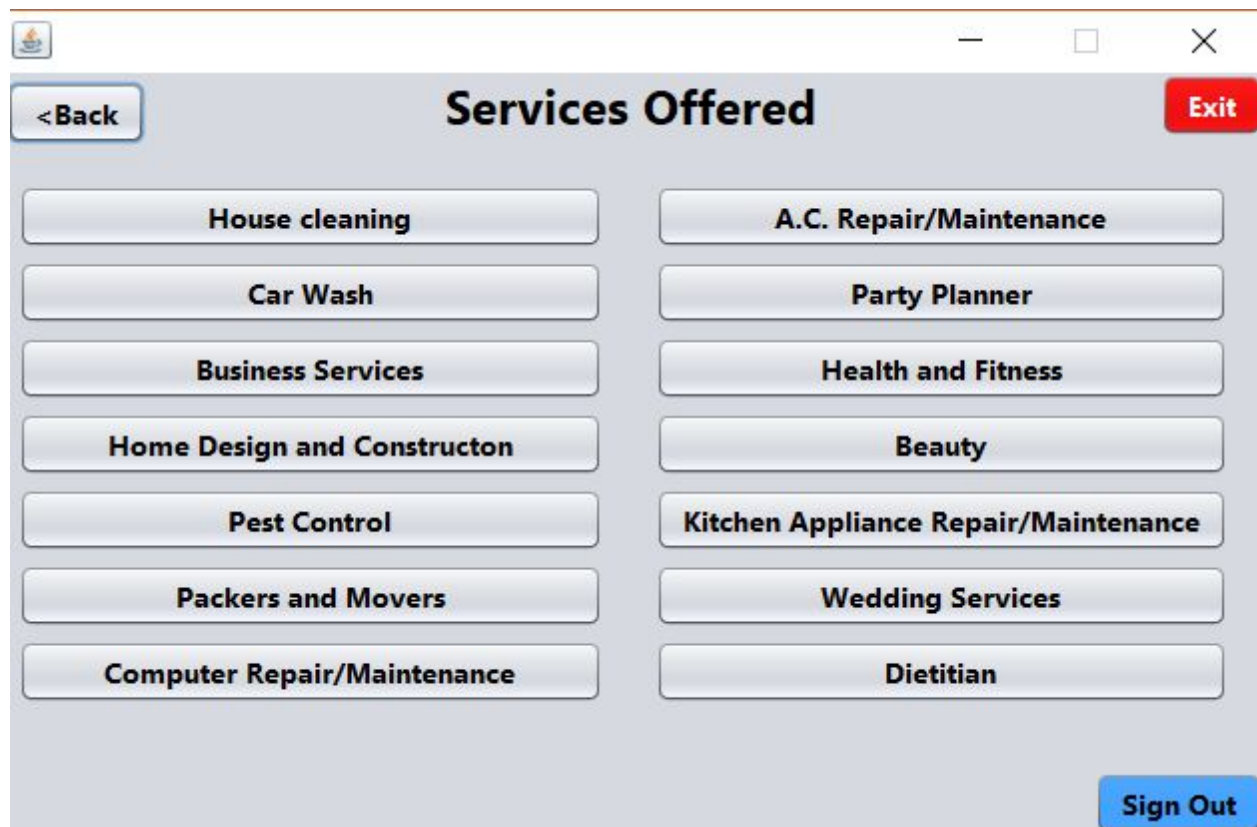 <Back
Services Offered
Exit
House cleaning
A.C. Repair/Maintenance
Car Wash
Party Planner
Business Services
Health and Fitness
Home Design and Constructon
Beauty
Pest Control
Kitchen Appliance Repair/Maintenance
Packers and Movers
Wedding Services
Computer Repair/Maintenance
Dietitian
Sign Out